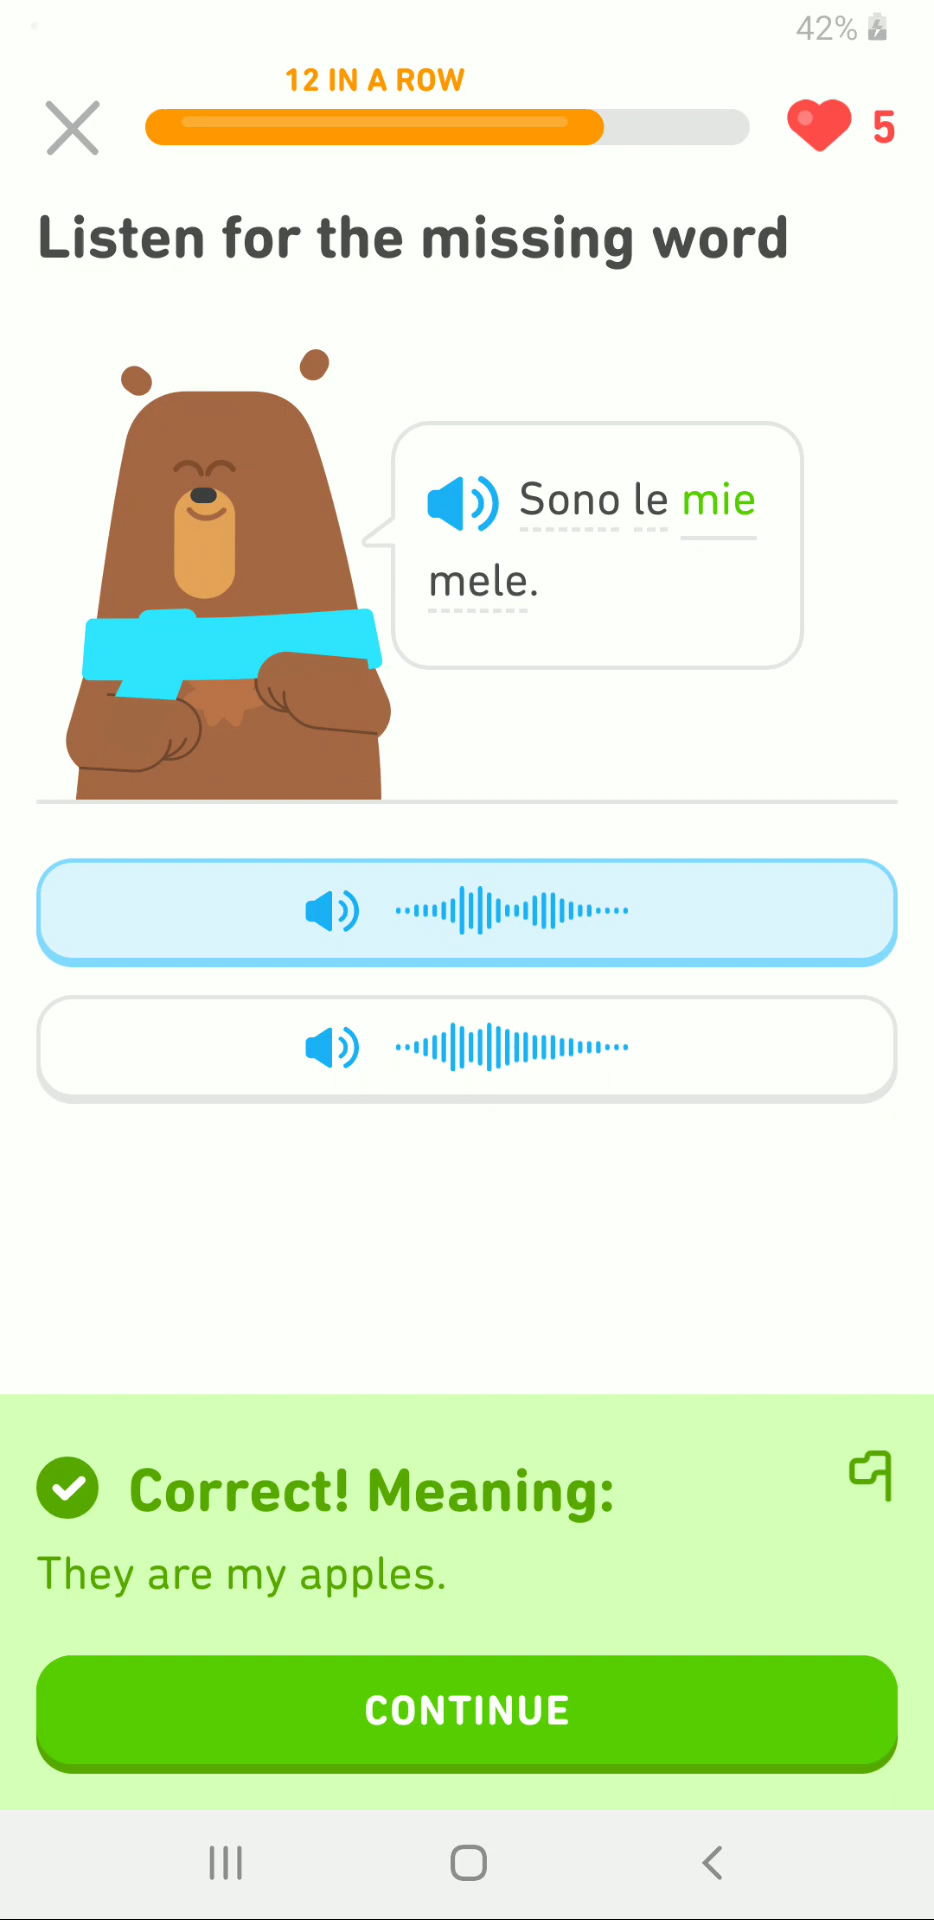 42%
12 IN A ROW
5
Listen for the missing word
Sono le mie
mele.
Correct! Meaning:
They are my apples.
CONTINUE